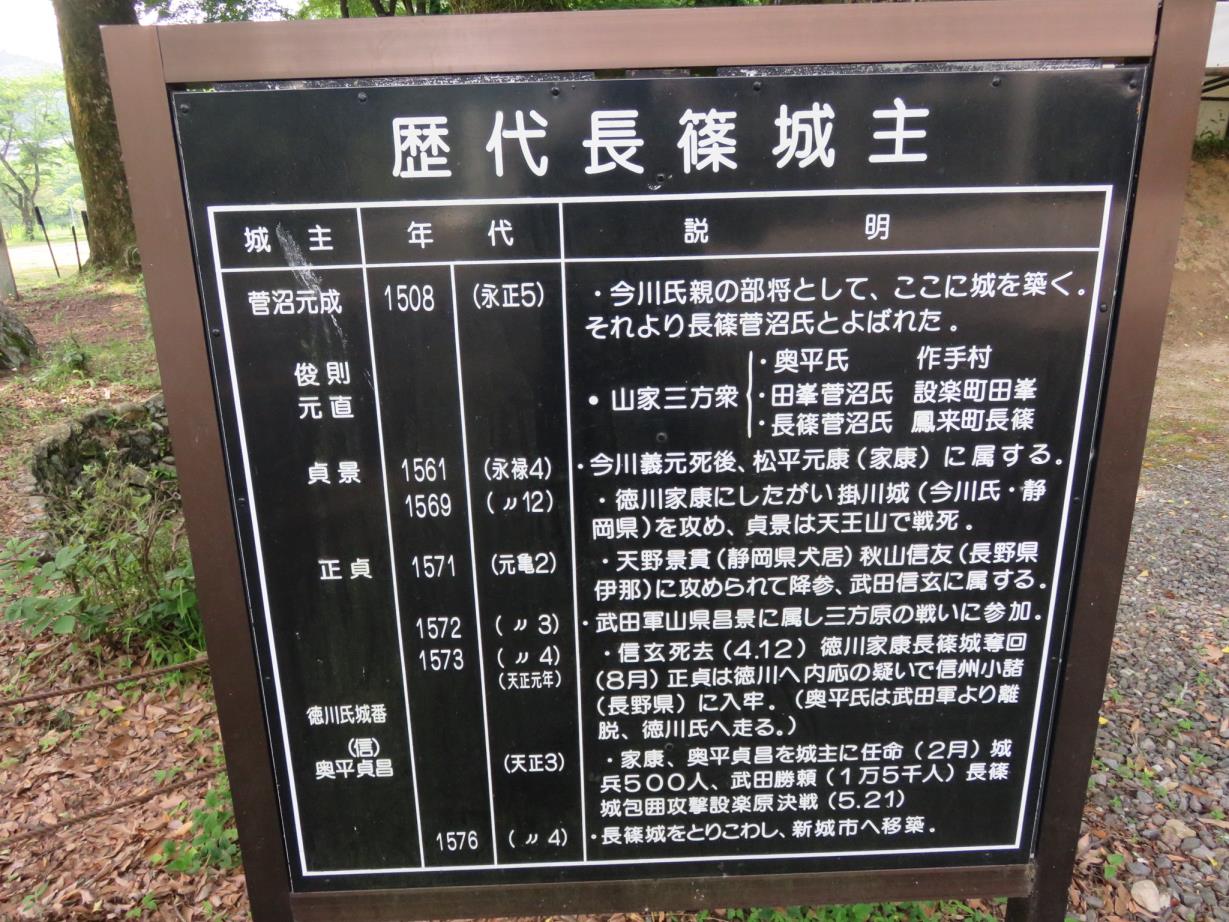 歴代長篠城主
城主 年代 説明
菅沼元成 1508 (永正5) ・今川氏親の部将として、ここに城を築く。
それより長篠菅沼氏とよばれた。
俊則
元直
・山家三方衆
・奥平氏 作手村
・田峯菅沼氏 設楽町田峯
・長篠菅沼氏 鳳来町長篠
貞景 1561 (永禄4) ・今川義元死後、松平元康(家康)に属する。
1569 (〃12) ・徳川家康にしたがい掛川城(今川氏・静
岡県)を攻め、貞景は天王山で戦死。
正貞 1571 (元亀2) ・天野景貫(静岡県犬居)秋山信友(長野県
伊那)に攻められて降参、武田信玄に属する。
1572 (〃3) ・武田軍山県昌景に属し三方原の戦いに参加。
1573 (〃4) ・信玄死去(4.12)徳川家康長篠城奪回
(天正元年) (8月)正貞は徳川へ内応の疑いで信州小諸
(長野県)に入牢。(奥平氏は武田軍より離
脱、徳川氏へ走る。)
徳川氏城番
(信)
奥平貞昌 (天正3) ・家康、奥平貞昌を城主に任命(2月)城
兵500人、武田勝頼(1万5千人)長篠
城包囲攻撃設楽原決戦(5.21)
1576 (〃4) ・長篠城をとりこわし、新城市へ移築。